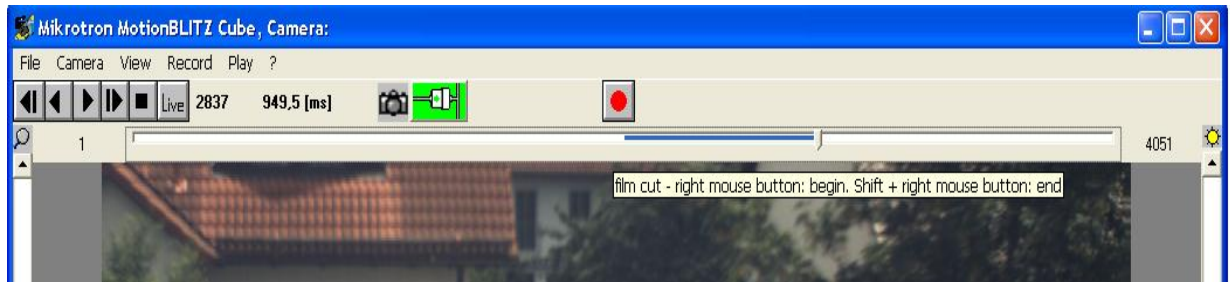 Mikrotron MotionBLITZ Cube, Camera:
File Camera View Record Play ?
Live 2837 949,5 [ms]
1 4051
film cut - right mouse button: begin. Shift + right mouse button: end